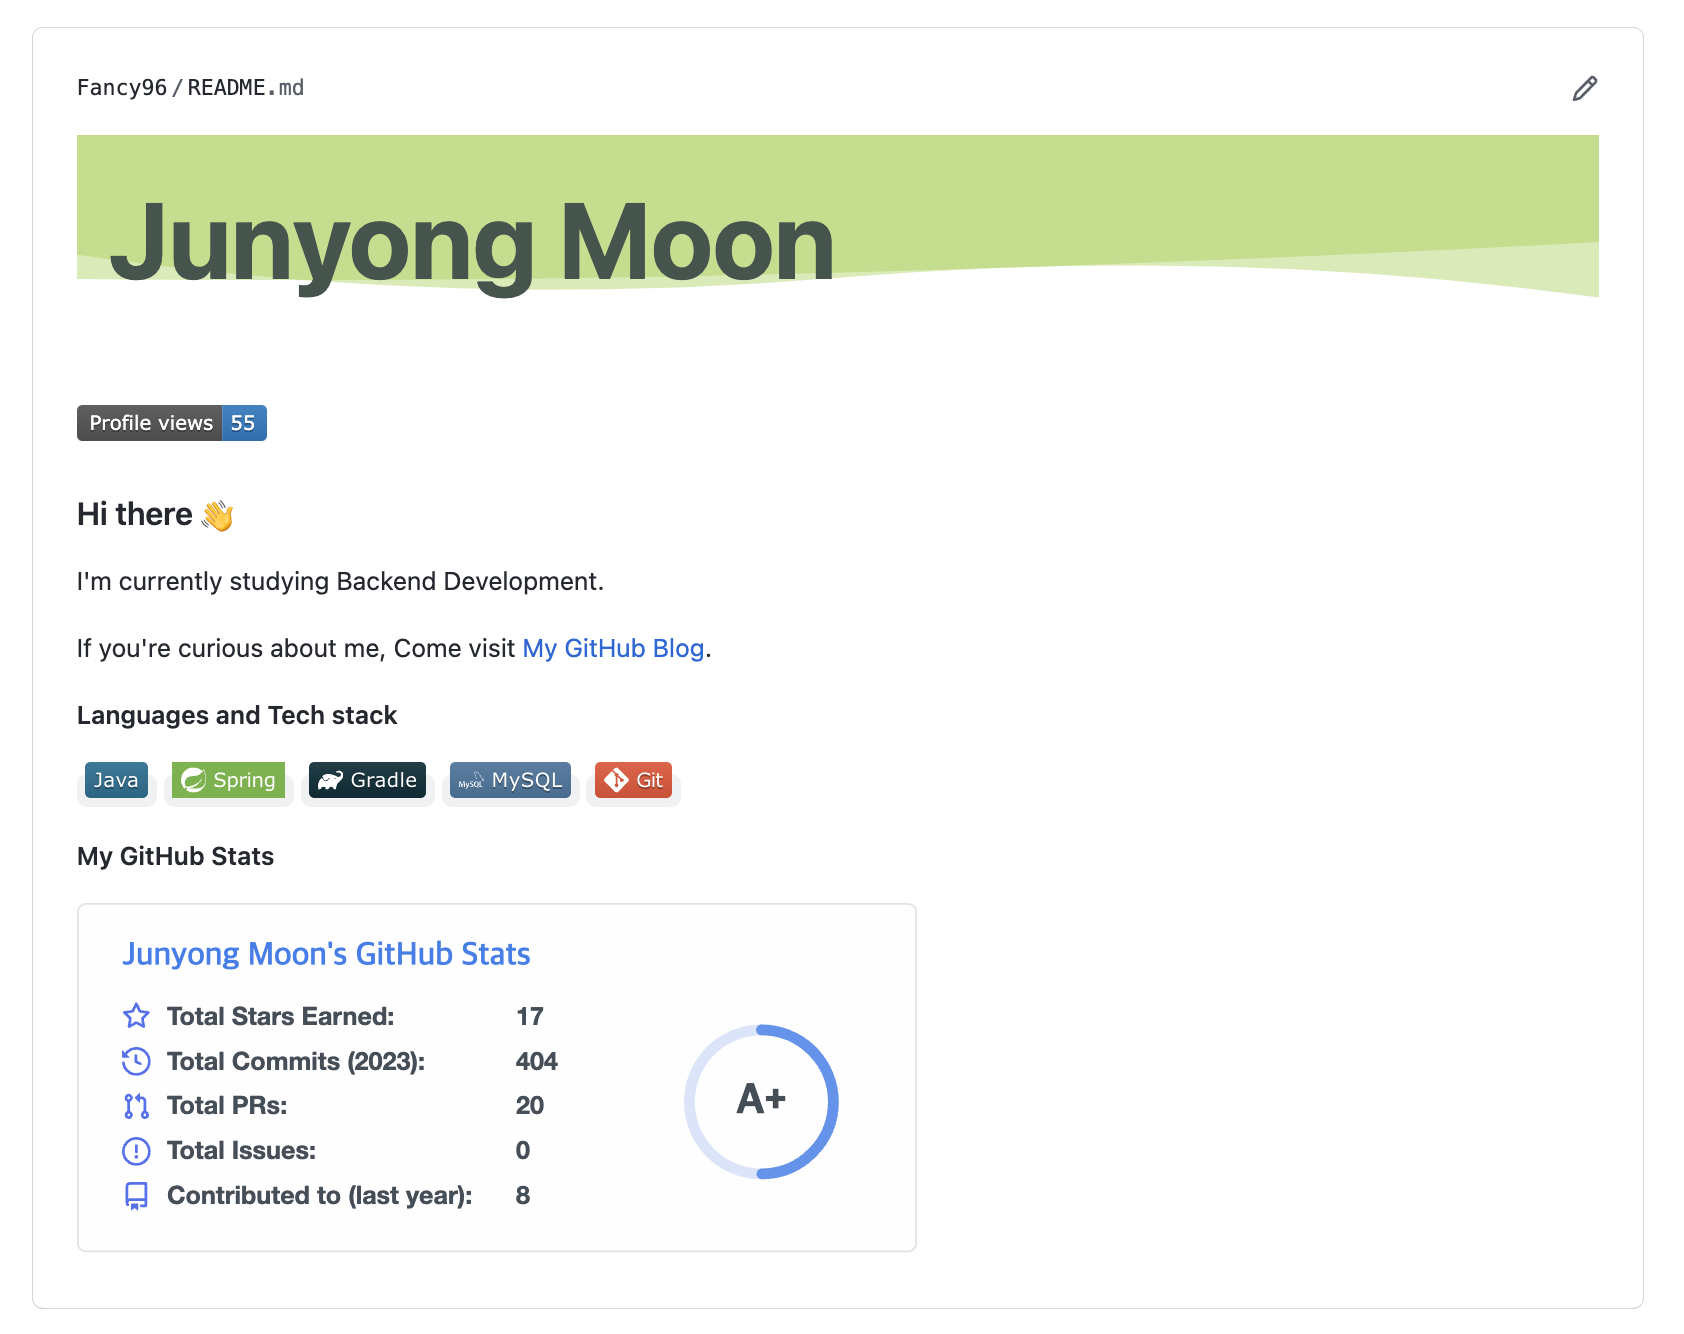 Fancy96/README.md
Junyong Moon
Profile views 55
Hi there 👋
I'm currently studying Backend Development.
If you're curious about me, Come visit My GitHub Blog.
Languages and Tech stack
Java Spring Gradle MySQL MySQL Git
My GitHub Stats
Junyong Moon's GitHub Stats
Total Stars Earned: 17
Total Commits (2023): 404
Total PRs: 20
Total Issues: 0
Contributed to (last year): 8
A+